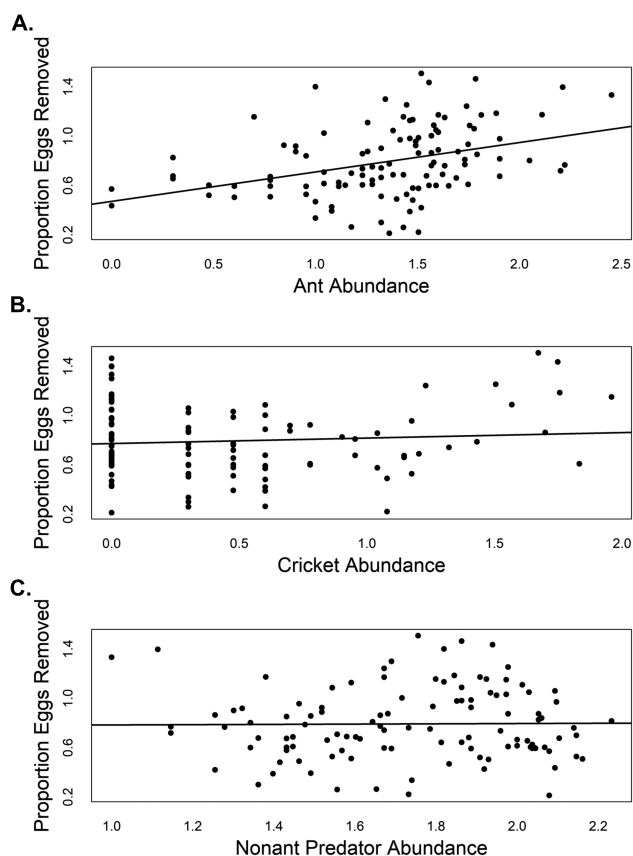 A.
Proportion Eggs Removed
1.4
1.0
0.6
0.2
0.0 0.5 1.0 1.5 2.0 2.5
Ant Abundance
B.
Proportion Eggs Removed
1.4
1.0
0.6
0.2
0.0 0.5 1.0 1.5 2.0
Cricket Abundance
C.
Proportion Eggs Removed
1.4
1.0
0.6
0.2
1.0 1.2 1.4 1.6 1.8 2.0 2.2
Nonant Predator Abundance